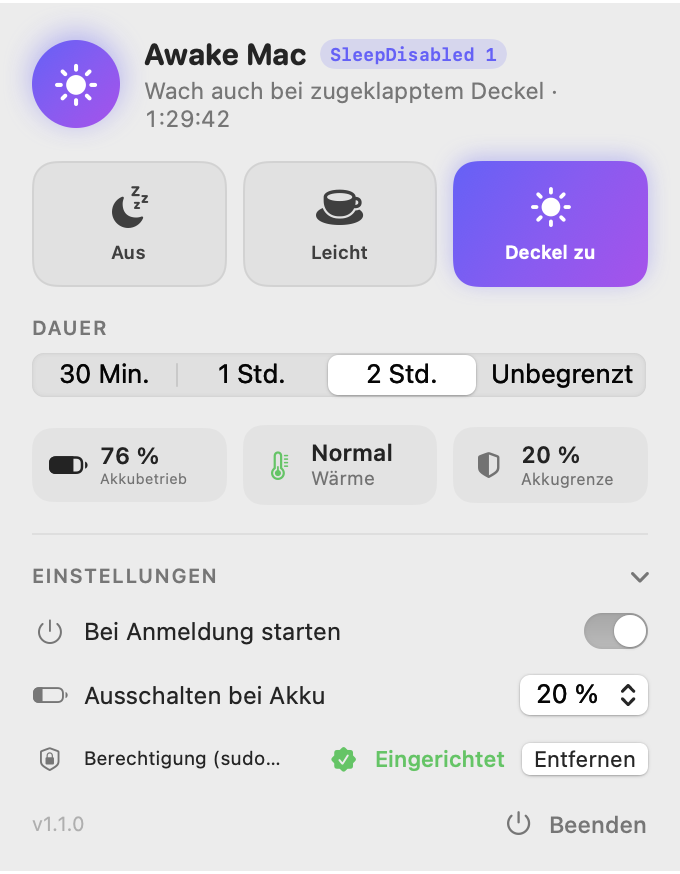 Awake Mac SleepDisabled 1
Wach auch bei zugeklapptem Deckel ·
1:29:42
Aus
Leicht
Deckel zu
DAUER
30 Min. 1 Std. 2 Std. Unbegrenzt
76 %
Akkubetrieb
Normal
Wärme
20 %
Akkugrenze
EINSTELLUNGEN
Bei Anmeldung starten
Ausschalten bei Akku 20 %
Berechtigung (sudo... Eingerichtet Entfernen
v1.1.0 Beenden